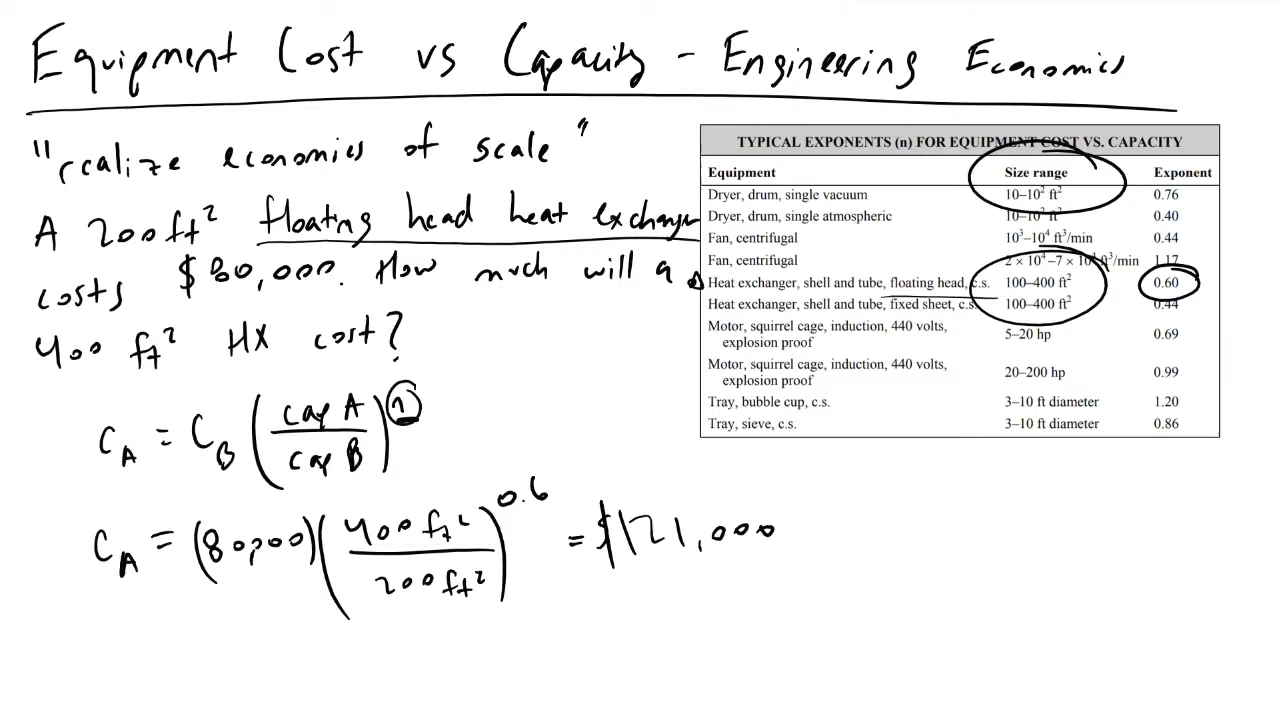 Equipment Cost vs Capacity - Engineering Economics
"realize economics of scale"
A 200 ft² floating head heat exchanger
costs $80,000. How much will a
400 ft² HX cost?
C_A = C_B (cap A / cap B)^n
C_A = (80,000) (400 ft² / 200 ft²)^0.6 = $121,000
TYPICAL EXPONENTS (n) FOR EQUIPMENT COST VS. CAPACITY
Equipment Size range Exponent
Dryer, drum, single vacuum 10–10² ft² 0.76
Dryer, drum, single atmospheric 10–10² ft² 0.40
Fan, centrifugal 10³–10⁴ ft³/min 0.44
Fan, centrifugal 2 × 10⁴–7 × 10⁴ ft³/min 1.17
Heat exchanger, shell and tube, floating head, c.s. 100–400 ft² 0.60
Heat exchanger, shell and tube, fixed sheet, c.s. 100–400 ft² 0.44
Motor, squirrel cage, induction, 440 volts,
explosion proof 5–20 hp 0.69
Motor, squirrel cage, induction, 440 volts,
explosion proof 20–200 hp 0.99
Tray, bubble cup, c.s. 3–10 ft diameter 1.20
Tray, sieve, c.s. 3–10 ft diameter 0.86